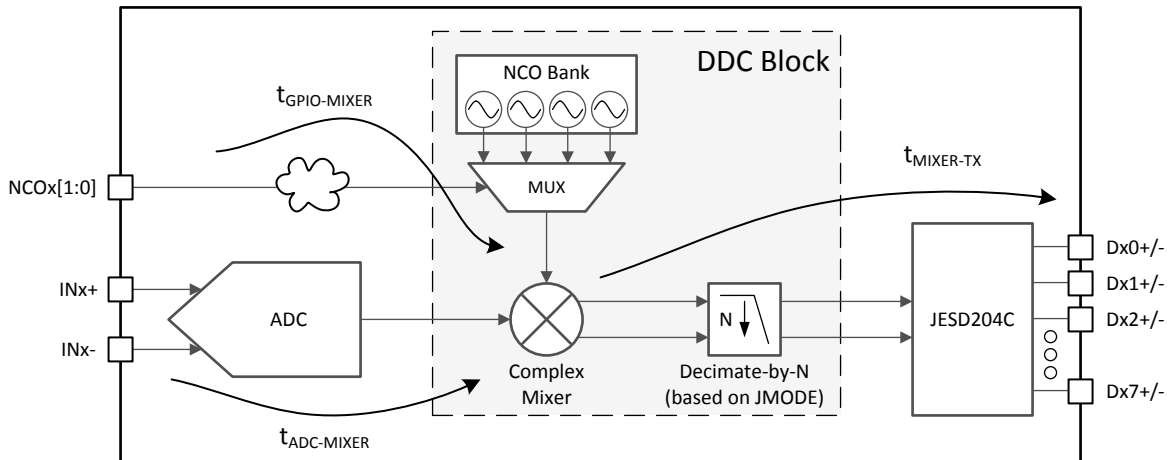 DDC Block
NCO Bank
tGPIO-MIXER
tMIXER-TX
NCOx[1:0]
MUX
Dx0+/-
INx+
Dx1+/-
ADC
N
JESD204C
Dx2+/-
INx-
Complex
Mixer
Decimate-by-N
(based on JMODE)
Dx7+/-
tADC-MIXER